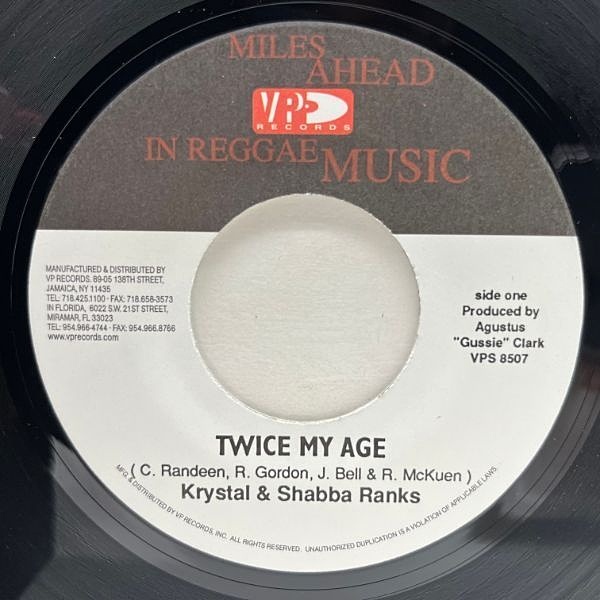 MILES
AHEAD
VP
RECORDS
IN REGGAE MUSIC
MANUFACTURED & DISTRIBUTED BY
VP RECORDS. 89-05 138TH STREET,
JAMAICA, NY 11435
TEL: 718.425.1100 · FAX: 718.658-3573
IN FLORIDA, 6022 S.W. 21ST STREET,
MIRAMAR, FL 33023
TEL: 954.966-4744 · FAX: 954.966.8766
www.vprecords.com
side one
Produced by
Agustus
"Gussie" Clark
VPS 8507
TWICE MY AGE
( C. Randeen, R. Gordon, J. Bell & R. McKuen )
Krystal & Shabba Ranks
MFG. & DISTRIBUTED BY VP RECORDS, INC. ALL RIGHTS RESERVED. UNAUTHORIZED DUPLICATION IS A VIOLATION OF APPLICABLE LAWS.